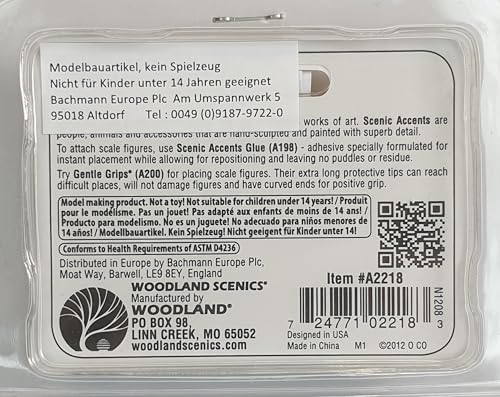 Modelbauartikel, kein Spielzeug
Nicht für Kinder unter 14 Jahren geeignet
Bachmann Europe Plc Am Umspannwerk 5
95018 Altdorf Tel : 0049 (0)9187-9722-0
works of art. Scenic Accents are
people, animals and accessories that are hand-sculpted and painted with superb detail.
To attach scale figures, use Scenic Accents Glue (A198) - adhesive specially formulated for
instant placement while allowing for repositioning and leaving no puddles or residue.
Try Gentle Grips® (A200) for placing scale figures. Their extra long protective tips can reach
difficult places, will not damage figures and have curved ends for positive grip.
Model making product. Not a toy! Not suitable for children under 14 years! / Produit
pour le modélisme. Pas un jouet! Pas adapté aux enfants de moins de 14 ans! /
Producto para modelismo. No es un juguete! No adecuado para niños menores de
14 años! / Modellbauartikel. Kein Spielzeug! Nicht geeignet für Kinder unter 14!
Conforms to Health Requirements of ASTM D4236
Distributed in Europe by Bachmann Europe Plc,
Moat Way, Barwell, LE9 8EY, England
WOODLAND SCENICS®
Manufactured by
WOODLAND®
PO BOX 98,
LINN CREEK, MO 65052
woodlandscenics.com
Item #A2218
N1208
7 24771 02218 3
Designed in USA
Made in China M1 ©2012 O CO